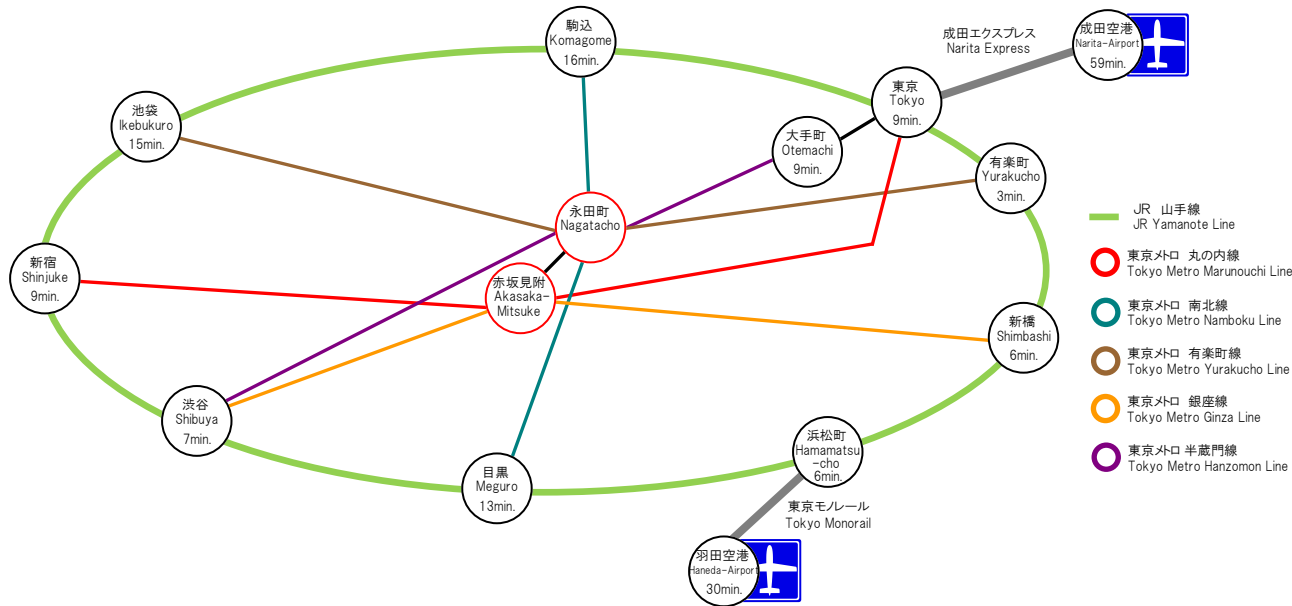 駒込
Komagome
16min.
成田エクスプレス
Narita Express
成田空港
Narita-Airport
59min.
池袋
Ikebukuro
15min.
東京
Tokyo
9min.
大手町
Otemachi
9min.
有楽町
Yurakucho
3min.
永田町
Nagatacho
新宿
Shinjuke
9min.
赤坂見附
Akasaka-
Mitsuke
新橋
Shimbashi
6min.
渋谷
Shibuya
7min.
浜松町
Hamamatsu
-cho
6min.
目黒
Meguro
13min.
東京モノレール
Tokyo Monorail
羽田空港
Haneda-Airport
30min.
JR 山手線
JR Yamanote Line
東京メトロ 丸の内線
Tokyo Metro Marunouchi Line
東京メトロ 南北線
Tokyo Metro Namboku Line
東京メトロ 有楽町線
Tokyo Metro Yurakucho Line
東京メトロ 銀座線
Tokyo Metro Ginza Line
東京メトロ 半蔵門線
Tokyo Metro Hanzomon Line